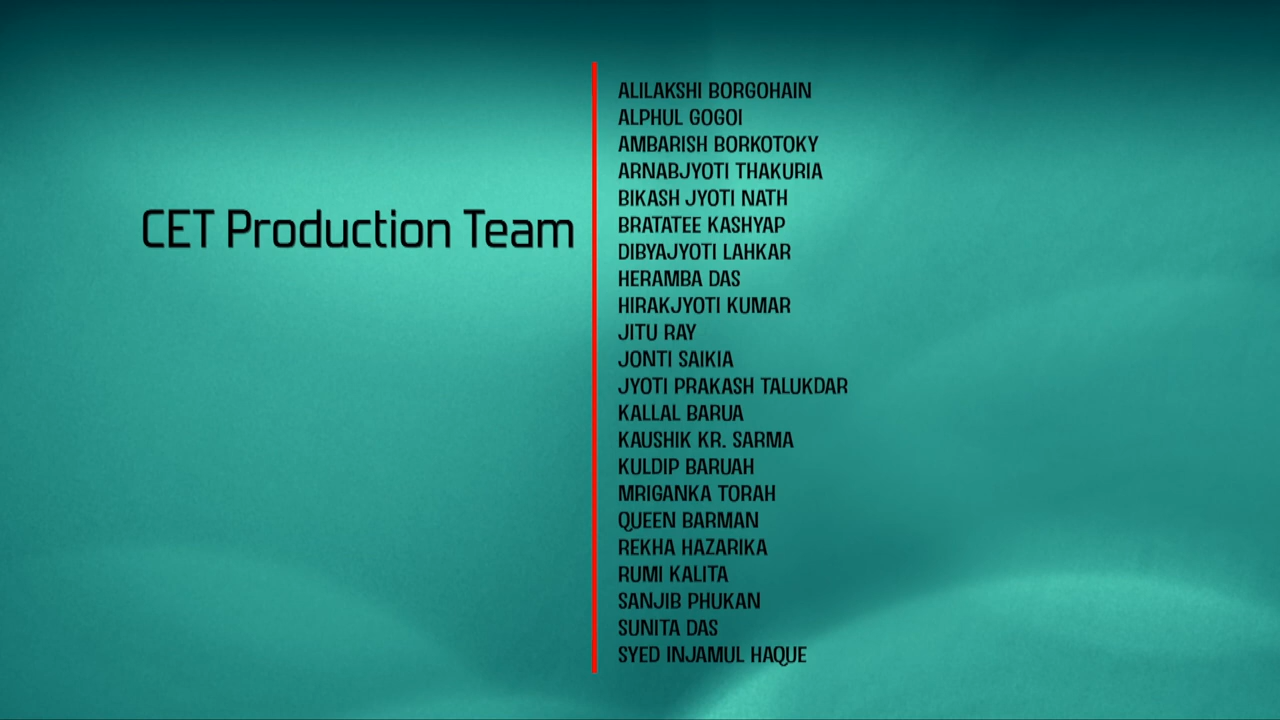 CET Production Team
ALILAKSHI BORGOHAIN
ALPHUL GOGOI
AMBARISH BORKOTOKY
ARNABJYOTI THAKURIA
BIKASH JYOTI NATH
BRATATEE KASHYAP
DIBYAJYOTI LAHKAR
HERAMBA DAS
HIRAKJYOTI KUMAR
JITU RAY
JONTI SAIKIA
JYOTI PRAKASH TALUKDAR
KALLAL BARUA
KAUSHIK KR. SARMA
KULDIP BARUAH
MRIGANKA TORAH
QUEEN BARMAN
REKHA HAZARIKA
RUMI KALITA
SANJIB PHUKAN
SUNITA DAS
SYED INJAMUL HAQUE